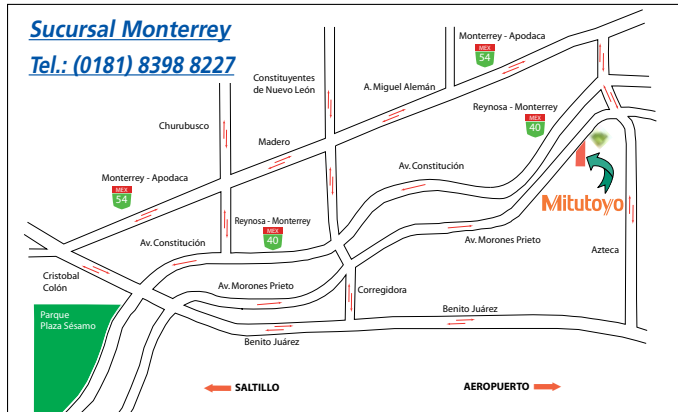 Sucursal Monterrey
Tel.: (0181) 8398 8227
Monterrey - Apodaca
MEX
54
Constituyentes
de Nuevo León
A. Miguel Alemán
Reynosa - Monterrey
MEX
40
Churubusco
Madero
Av. Constitución
Monterrey - Apodaca
MEX
54
Mitutoyo
Reynosa - Monterrey
MEX
40
Av. Constitución
Av. Morones Prieto
Azteca
Cristobal
Colón
Av. Morones Prieto
Corregidora
Parque
Plaza Sésamo
Benito Juárez
Benito Juárez
SALTILLO
AEROPUERTO